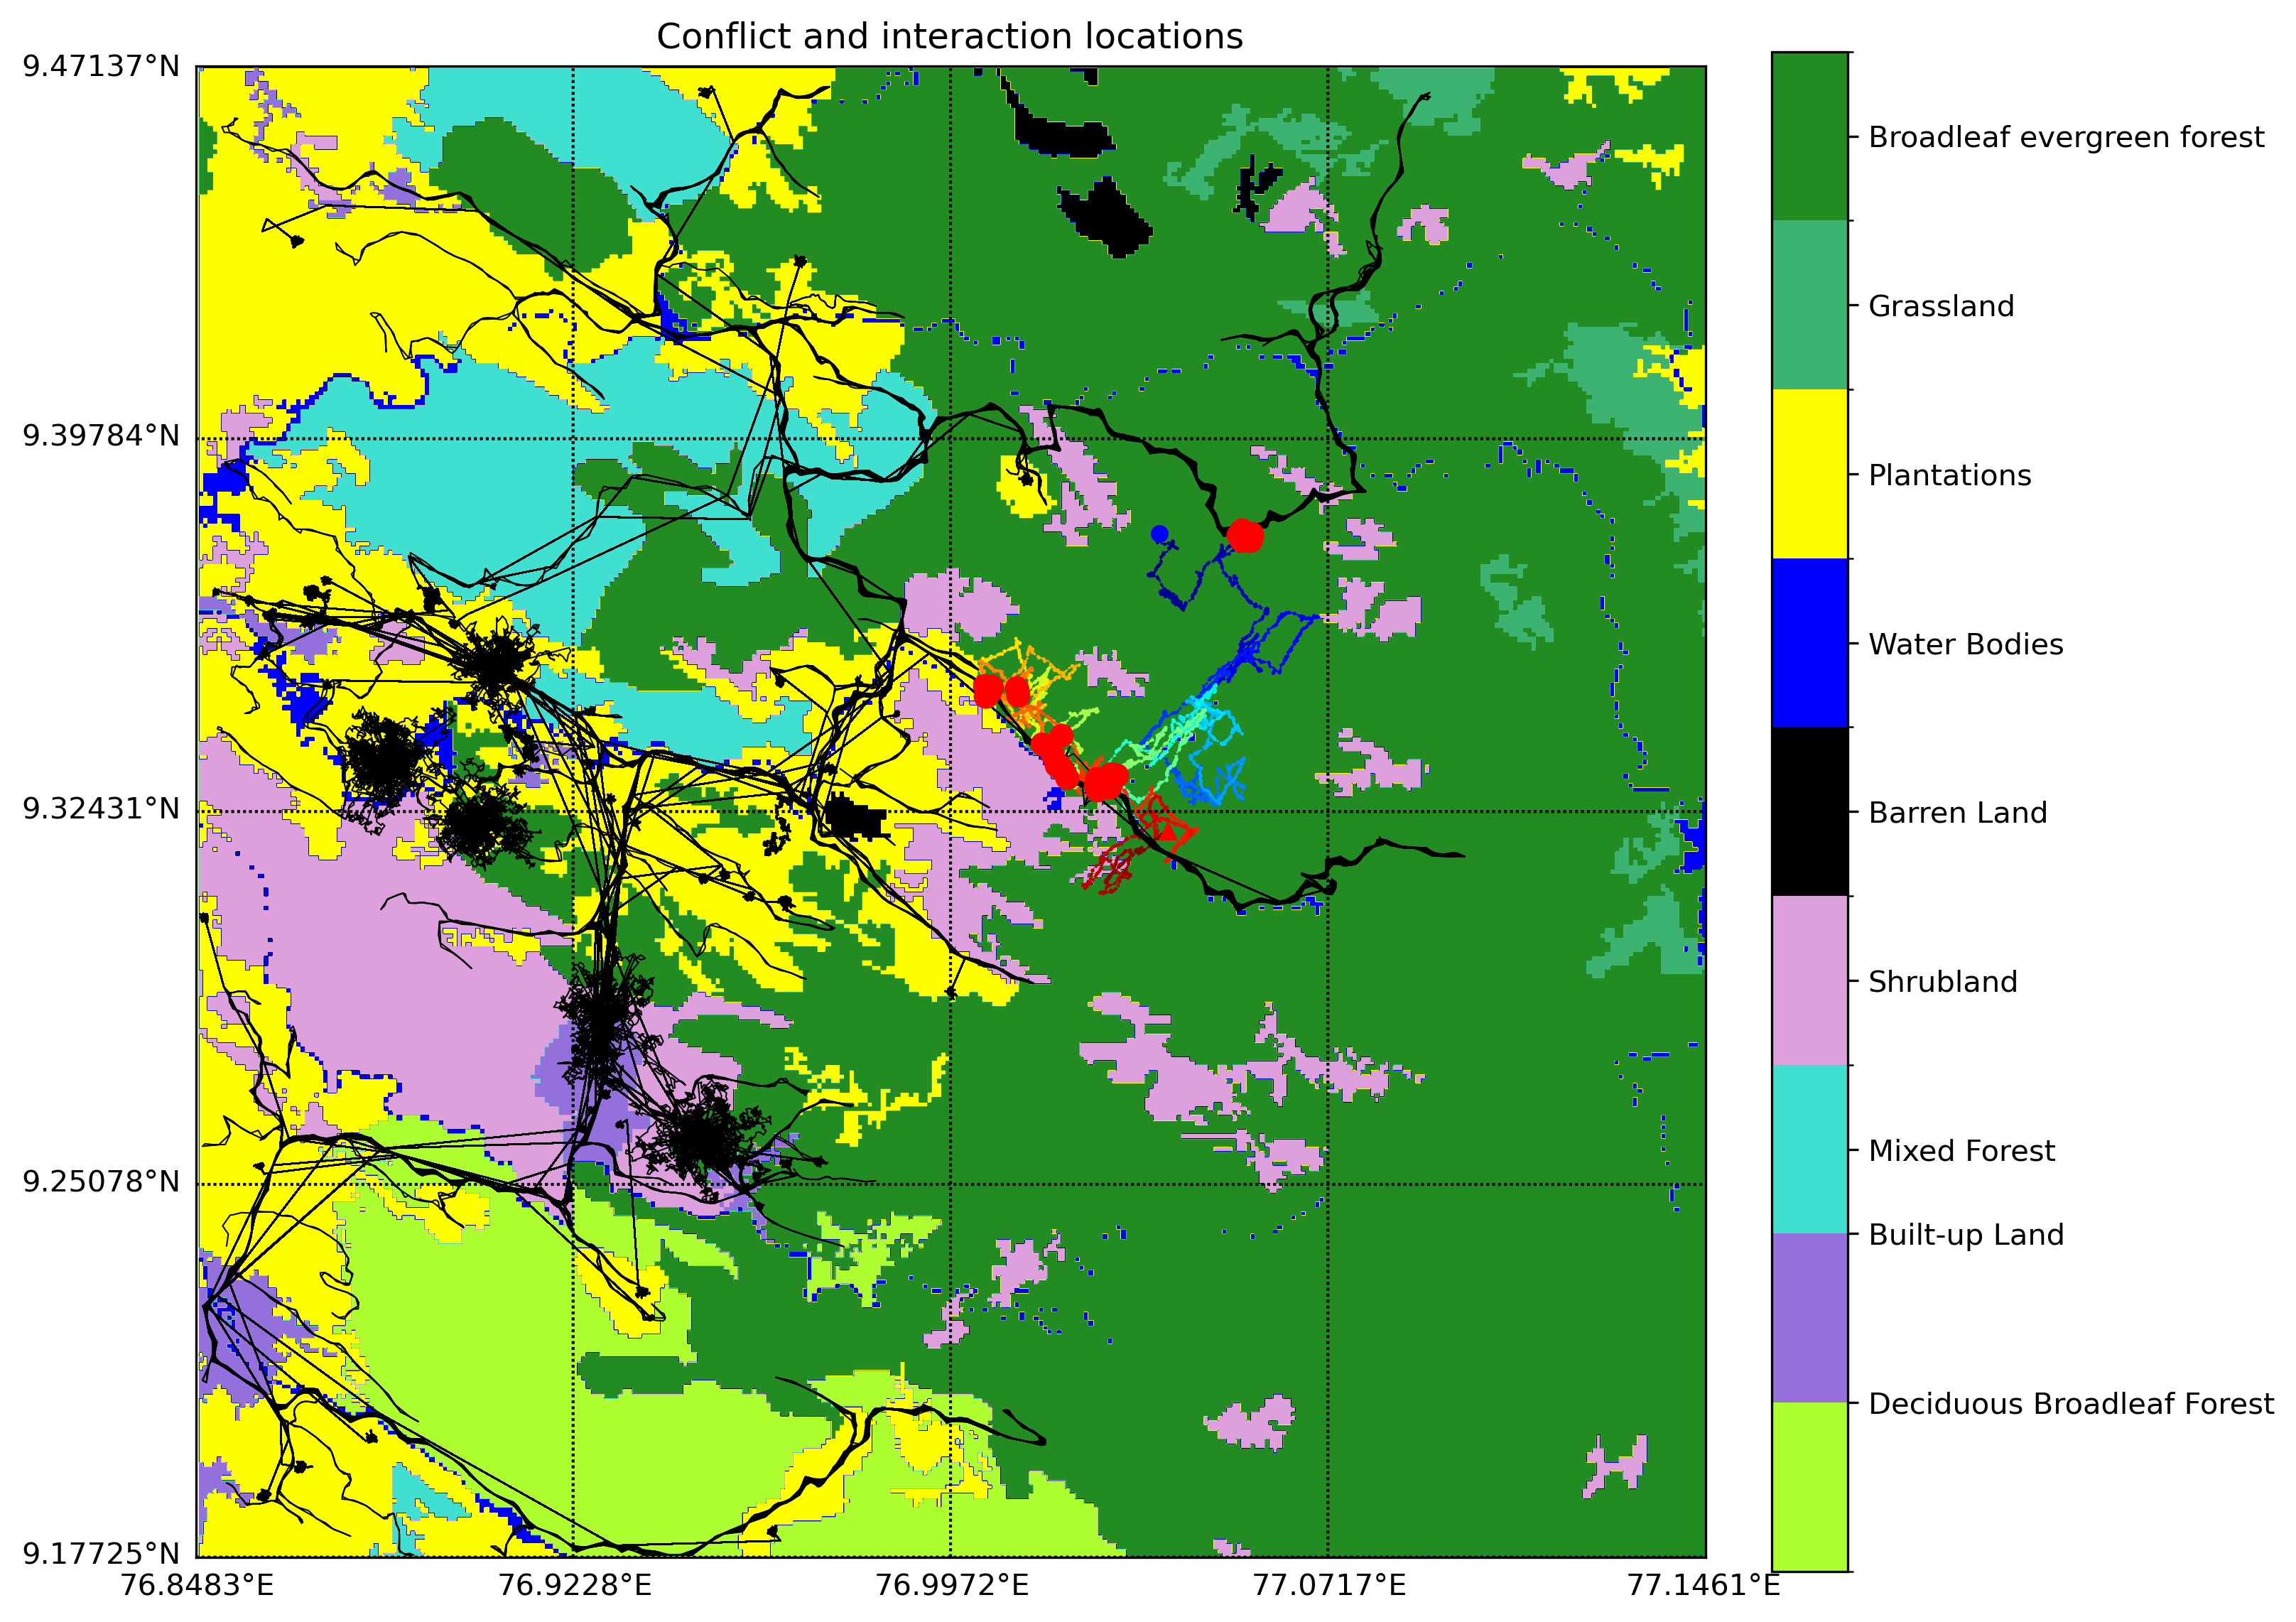 Conflict and interaction locations
9.47137°N
9.39784°N
9.32431°N
9.25078°N
9.17725°N
76.8483°E
76.9228°E
76.9972°E
77.0717°E
77.1461°E
Broadleaf evergreen forest
Grassland
Plantations
Water Bodies
Barren Land
Shrubland
Mixed Forest
Built-up Land
Deciduous Broadleaf Forest